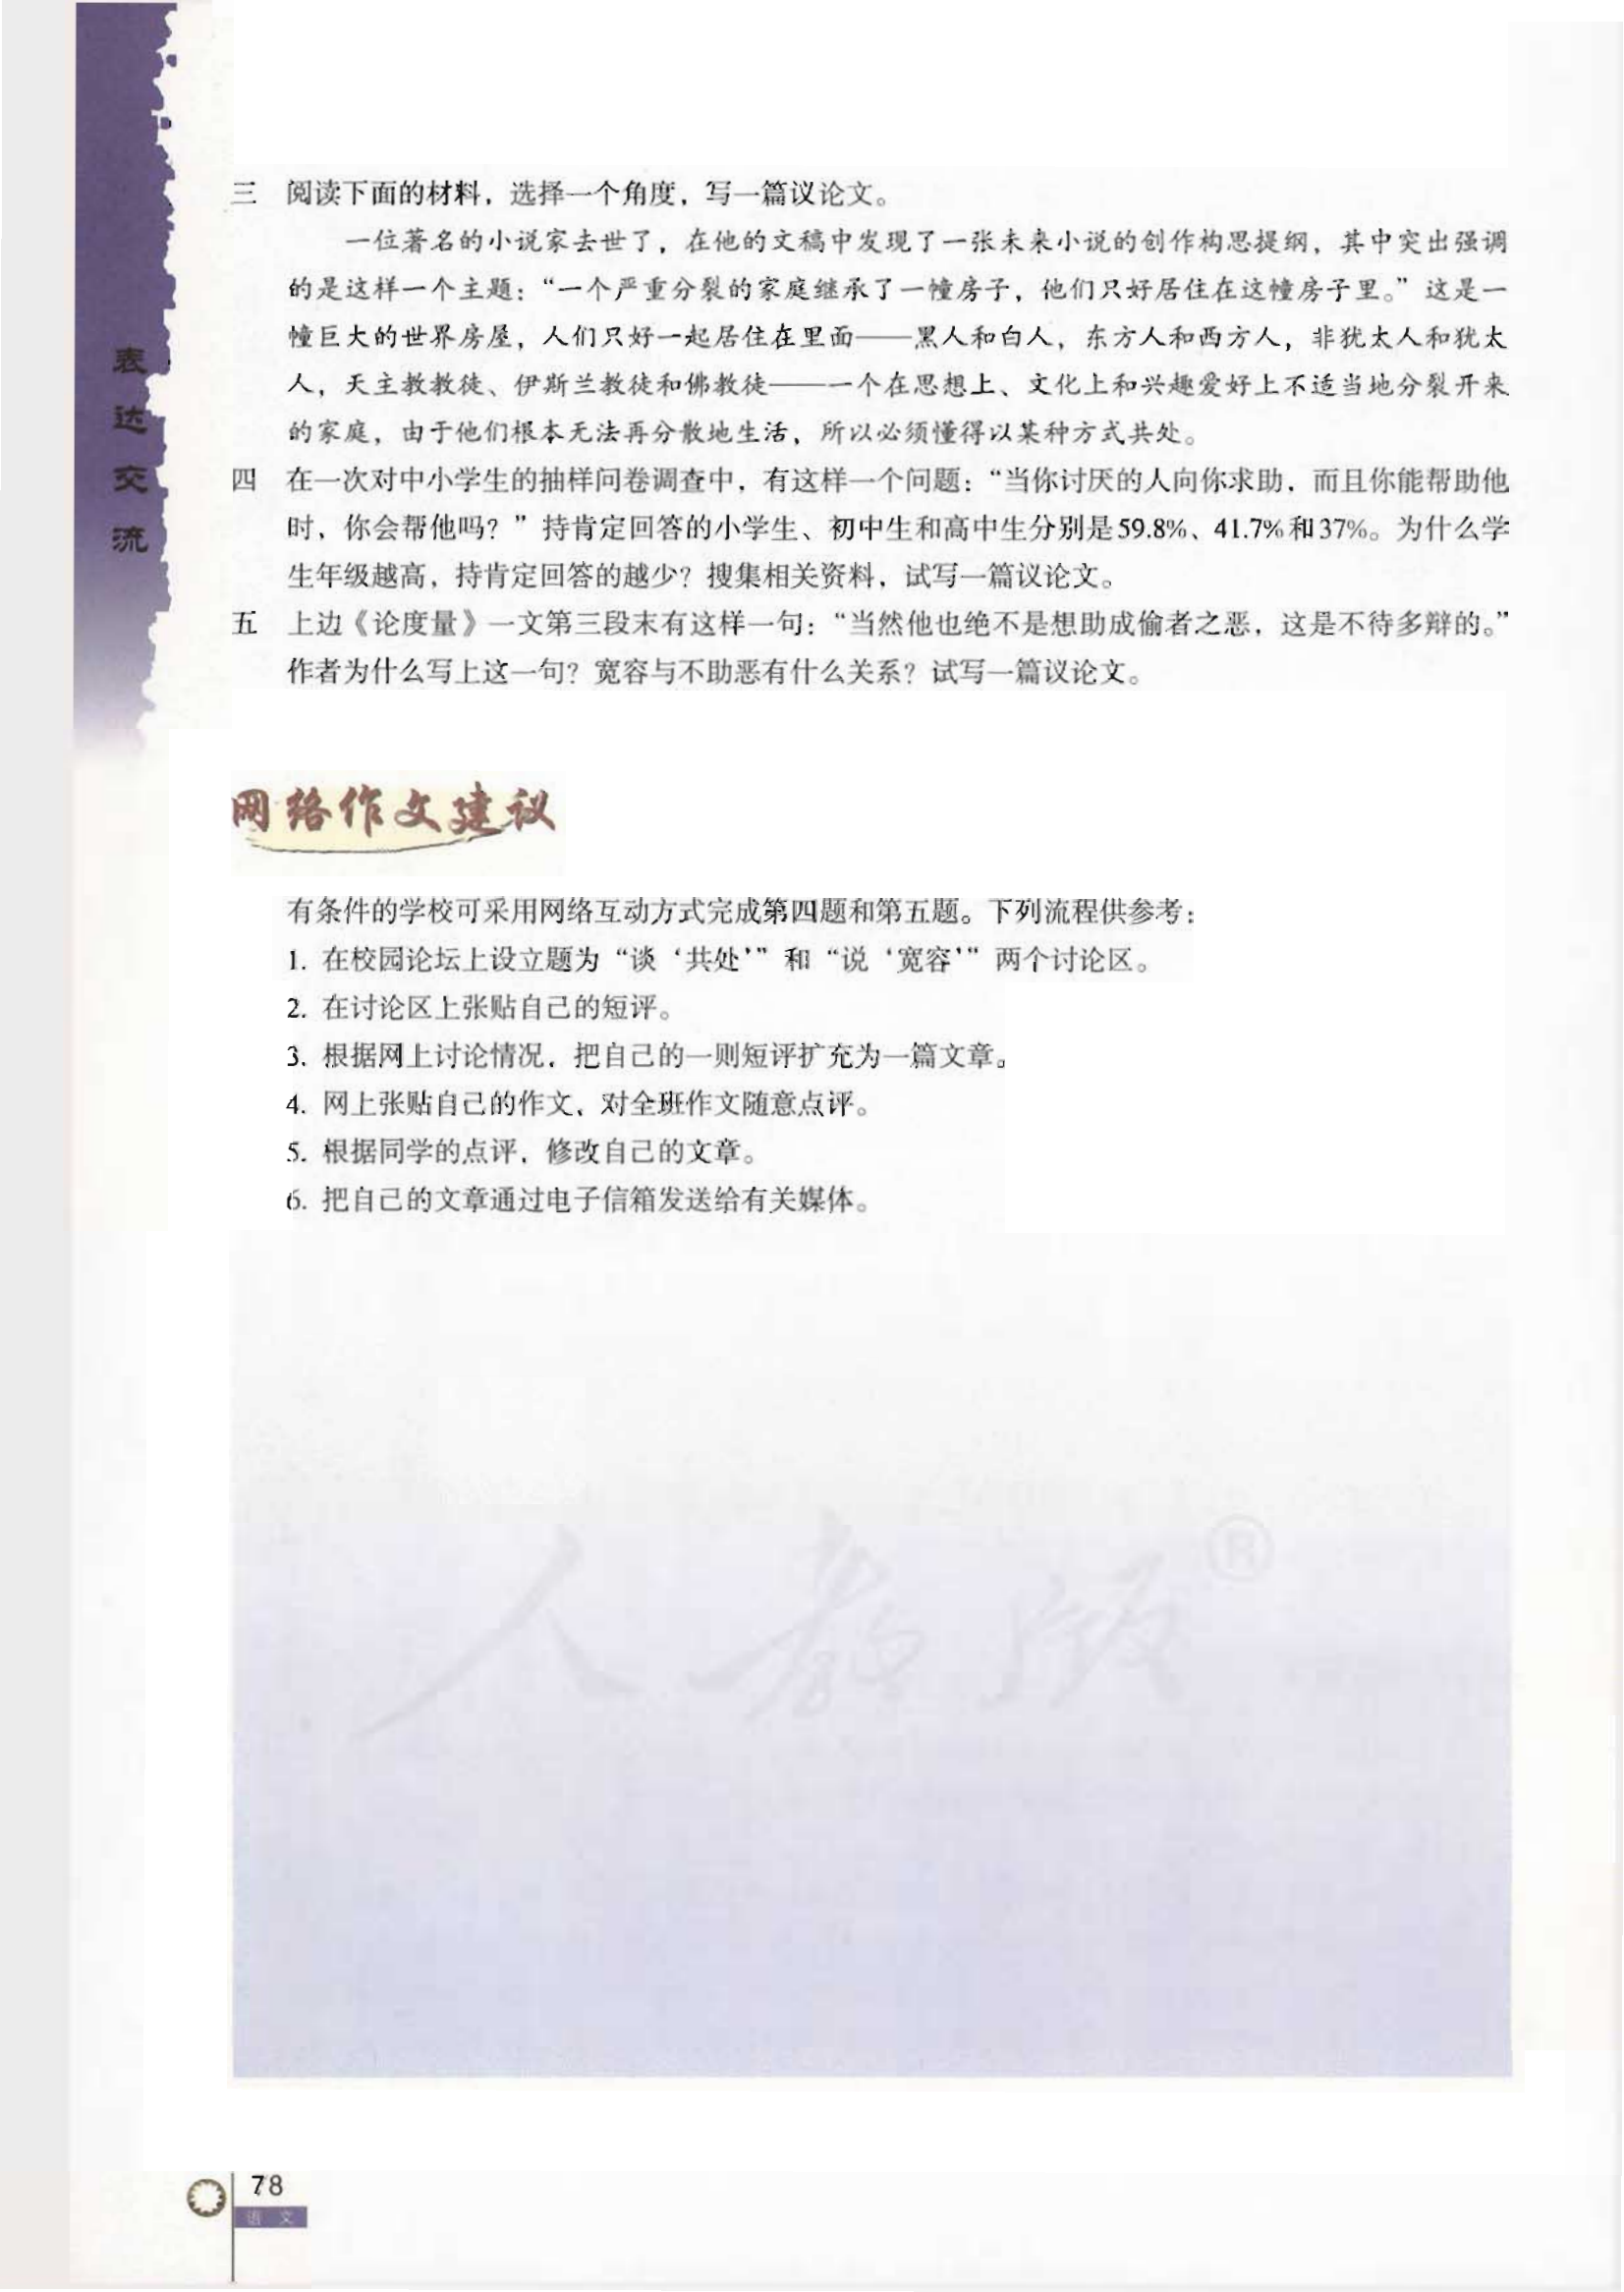 表达交流
三 阅读下面的材料，选择一个角度，写一篇议论文。
一位著名的小说家去世了，在他的文稿中发现了一张未来小说的创作构思提纲，其中突出强调
的是这样一个主题：“一个严重分裂的家庭继承了一幢房子，他们只好居住在这幢房子里。”这是一
幢巨大的世界房屋，人们只好一起居住在里面——黑人和白人，东方人和西方人，非犹太人和犹太
人，天主教教徒、伊斯兰教徒和佛教徒——一个在思想上、文化上和兴趣爱好上不适当地分裂开来
的家庭，由于他们根本无法再分散地生活，所以必须懂得以某种方式共处。
四 在一次对中小学生的抽样问卷调查中，有这样一个问题：“当你讨厌的人向你求助，而且你能帮助他
时，你会帮他吗？”持肯定回答的小学生、初中生和高中生分别是59.8%、41.7%和37%。为什么学
生年级越高，持肯定回答的越少？搜集相关资料，试写一篇议论文。
五 上边《论度量》一文第三段末有这样一句：“当然他也绝不是想助成偷者之恶，这是不待多辩的。”
作者为什么写上这一句？宽容与不助恶有什么关系？试写一篇议论文。
网络作文建议
有条件的学校可采用网络互动方式完成第四题和第五题。下列流程供参考：
1. 在校园论坛上设立题为“谈‘共处’”和“说‘宽容’”两个讨论区。
2. 在讨论区上张贴自己的短评。
3. 根据网上讨论情况，把自己的一则短评扩充为一篇文章。
4. 网上张贴自己的作文，对全班作文随意点评。
5. 根据同学的点评，修改自己的文章。
6. 把自己的文章通过电子信箱发送给有关媒体。
人教版®
78
语 文